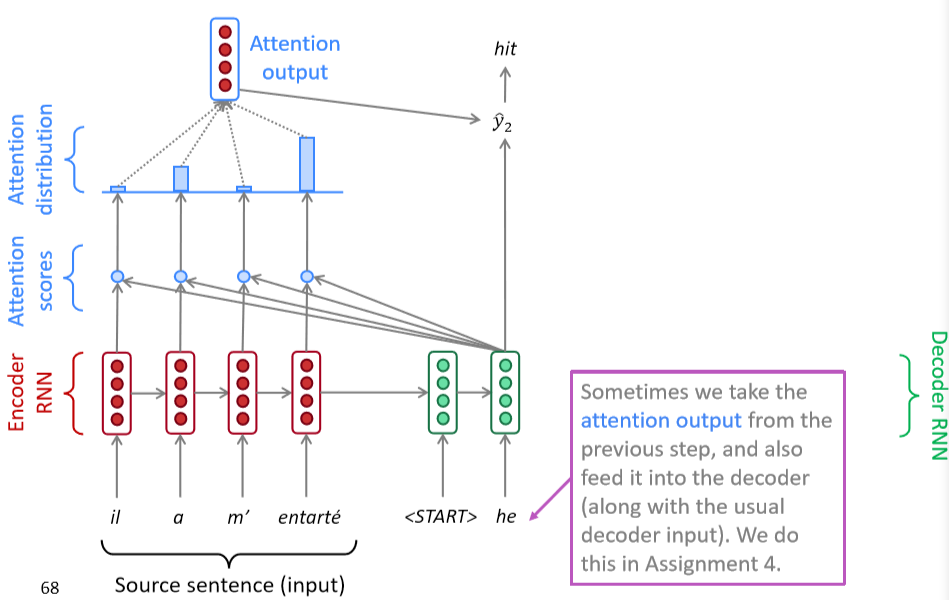 Attention
output
hit
ŷ₂
Attention
distribution
Attention
scores
Encoder
RNN
Decoder RNN
Sometimes we take the
attention output from the
previous step, and also
feed it into the decoder
(along with the usual
decoder input). We do
this in Assignment 4.
il a m’ entarté <START> he
Source sentence (input)
68